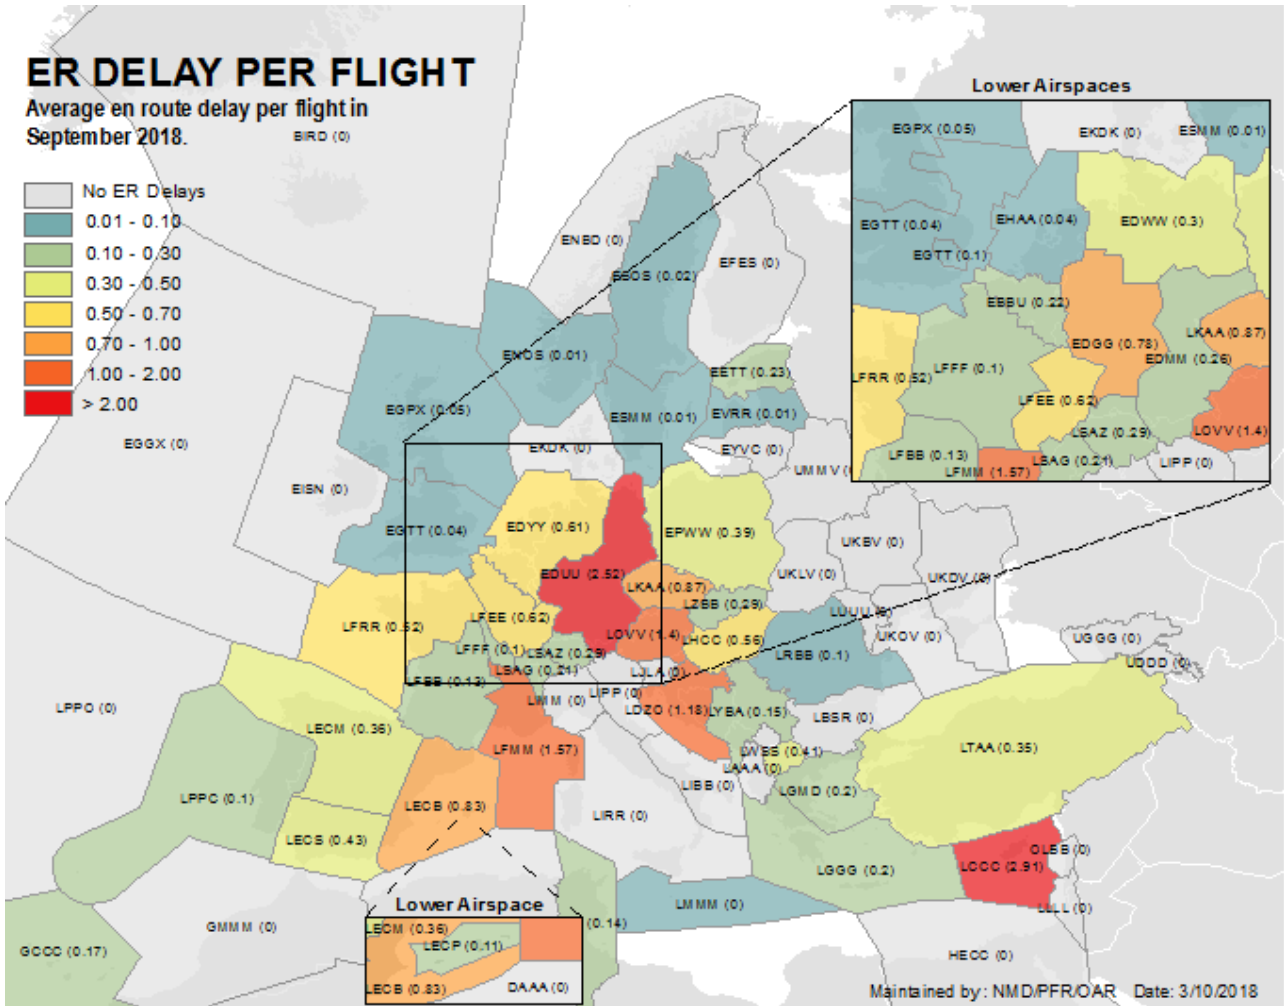 ER DELAY PER FLIGHT
Average en route delay per flight in
September 2018.
No ER Delays
0.01 - 0.10
0.10 - 0.30
0.30 - 0.50
0.50 - 0.70
0.70 - 1.00
1.00 - 2.00
> 2.00
BIRD (0)
ENBD (0)
ESOS (0.02)
EFES (0)
ENOS (0.01)
EETT (0.23)
EGPX (0.05)
ESMM (0.01)
EVRR (0.01)
EGGX (0)
EKDK (0)
EYVC (0)
UMMV (
EISN (0)
EGTT (0.04)
EDYY (0.61)
EPWW (0.39)
UKBV (0)
EDUU (2.52)
UKLV (0)
UKDV (0)
LKAA (0.87)
LZBB (0.29)
LFRR (0.52)
LFEE (0.62)
LOVV (1.4)
LHCC (0.56)
LUUU (0)
UKOV (0)
UGGG (0)
LFFF (0.1)
LSAZ (0.29)
LRBB (0.1)
UDDD (0)
LSAG (0.21)
LJLA (0)
LFBB (0.13)
LIMM (0)
LIPP (0)
LDZO (1.18)
LYBA (0.15)
LBSR (0)
LPPO (0)
LECM (0.36)
LFMM (1.57)
LWSS (0.41)
LTAA (0.35)
LAAA (0)
LPPC (0.1)
LECB (0.83)
LIBB (0)
LGMD (0.2)
LIRR (0)
LECS (0.43)
OLBB (0)
LGGG (0.2)
LCCC (2.91)
LMMM (0)
LLLL (0)
GMMM (0)
(0.14)
GCCC (0.17)
HECC (0)
Lower Airspaces
EGPX (0.05)
EKDK (0)
ESMM (0.01)
EGTT (0.04)
EHAA (0.04)
EDWW (0.3)
EGTT (0.1)
EBBU (0.22)
EDGG (0.78)
LKAA (0.87)
EDMM (0.26)
LFRR (0.52)
LFFF (0.1)
LFEE (0.62)
LSAZ (0.29)
LOVV (1.4)
LFBB (0.13)
LSAG (0.21)
LIPP (0)
LFMM (1.57)
Lower Airspace
LECM (0.36)
LECP (0.11)
LECB (0.83)
DAAA (0)
Maintained by: NMD/PFR/OAR Date: 3/10/2018